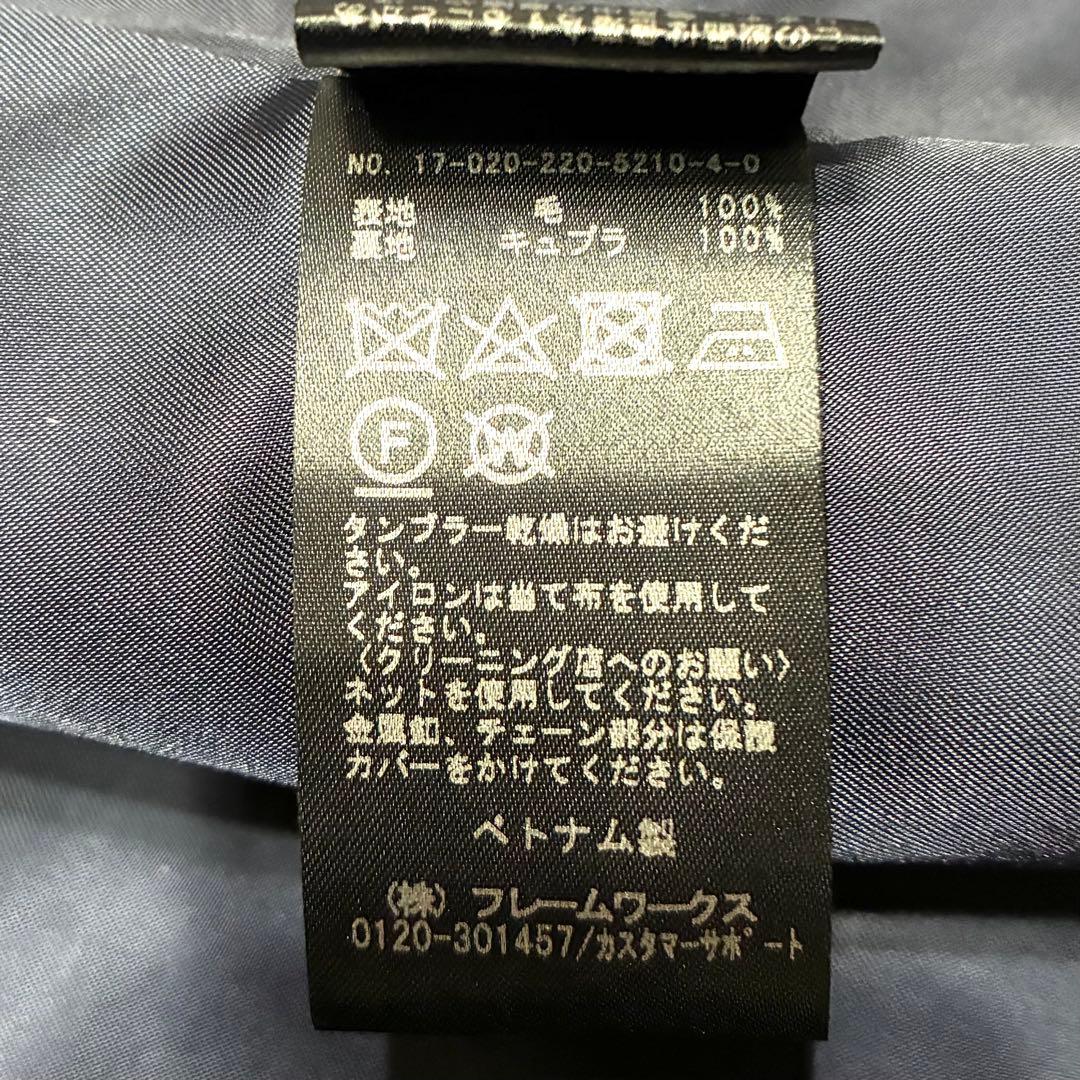 NO. 17-020-220-5210-4-0
表地 毛 100%
裏地 キュプラ 100%
F
W
タンブラー乾燥はお避けくだ
さい。
アイロンは当て布を使用して
ください。
〈クリーニング店へのお願い〉
ネットを使用してください。
金属釦、チェーン部分は保護
カバーをかけてください。
ベトナム製
(株) フレームワークス
0120-301457/カスタマーサポート